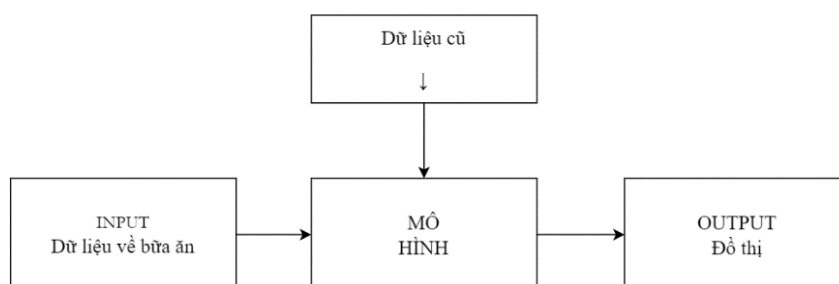 Dữ liệu cũ
↓
INPUT
Dữ liệu về bữa ăn
MÔ
HÌNH
OUTPUT
Đồ thị